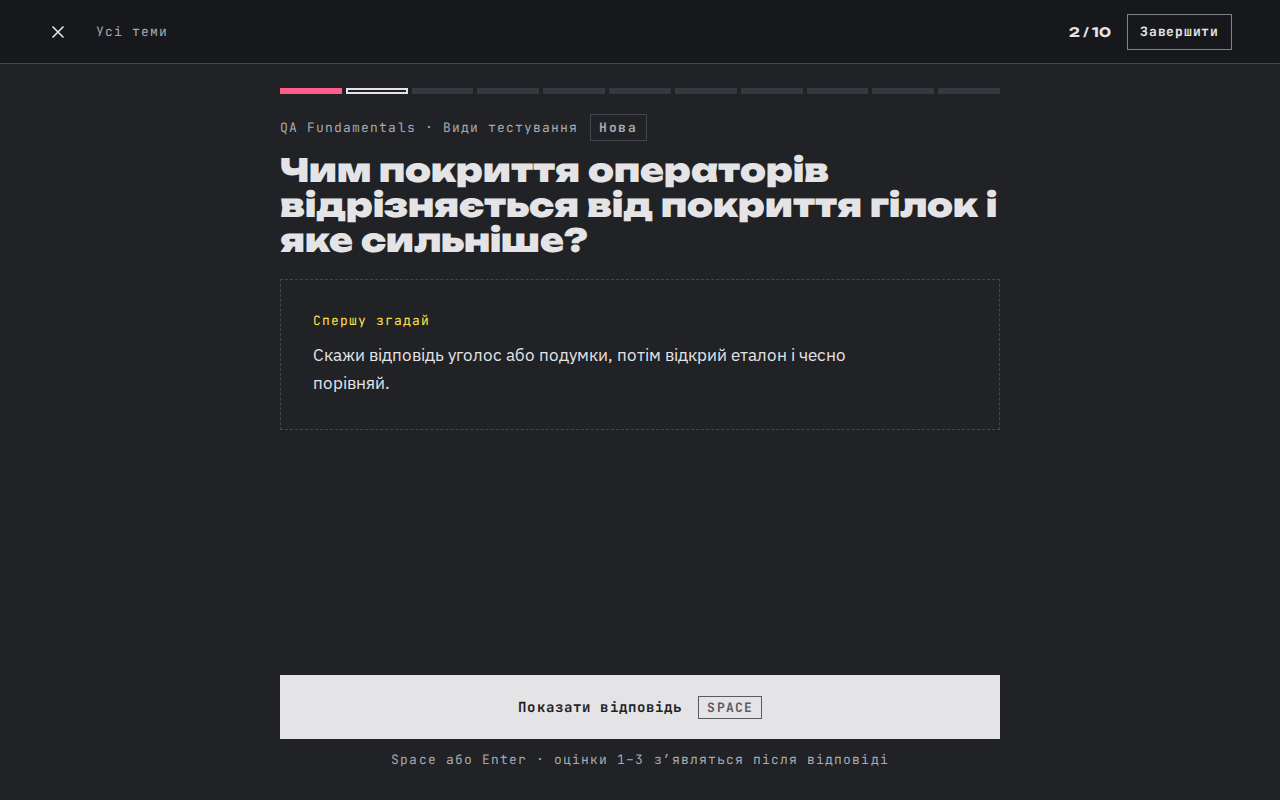 Усі теми
2 / 10
Завершити
QA Fundamentals · Види тестування
Нова
Чим покриття операторів
відрізняється від покриття гілок і
яке сильніше?
Спершу згадай
Скажи відповідь уголос або подумки, потім відкрий еталон і чесно
порівняй.
Показати відповідь SPACE
Space або Enter · оцінки 1–3 з’являться після відповіді